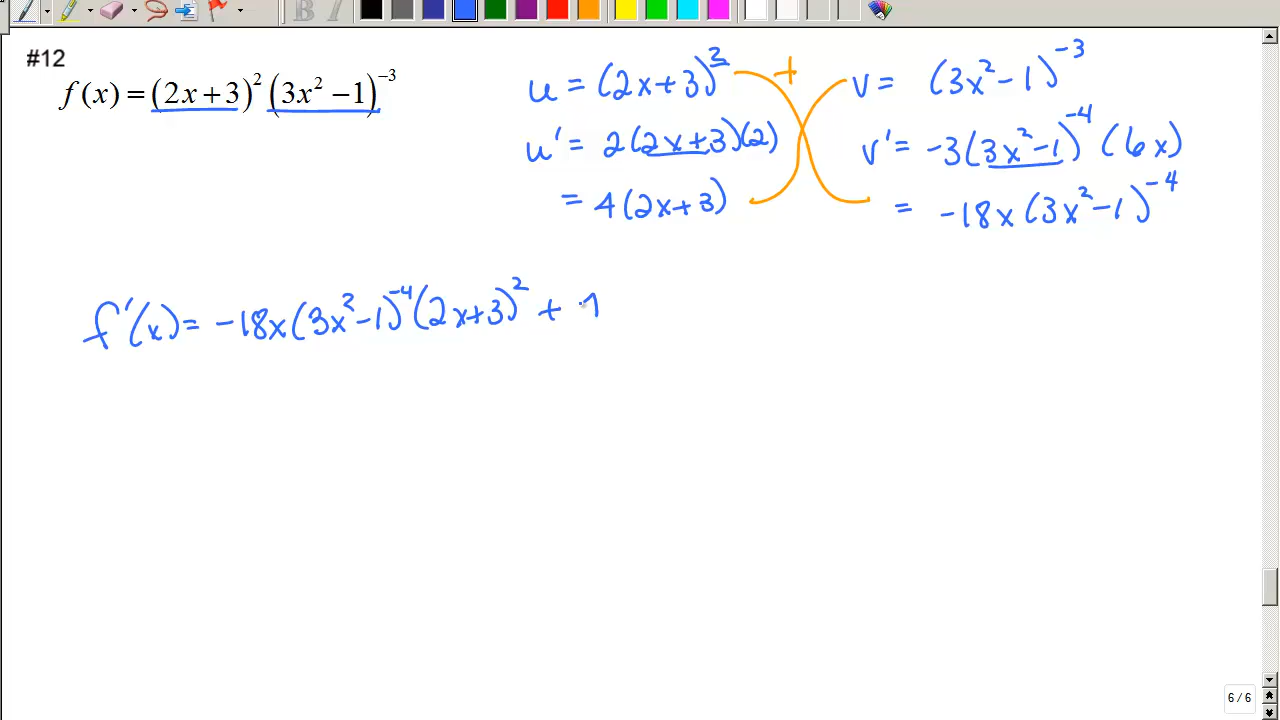 #12
f(x) = (2x + 3)² (3x² − 1)⁻³
u = (2x+3)² + v = (3x²−1)⁻³
u' = 2(2x+3)(2) v' = −3(3x²−1)⁻⁴ (6x)
= 4(2x+3) = −18x(3x²−1)⁻⁴
f'(x) = −18x(3x²−1)⁻⁴(2x+3)² +
6/6